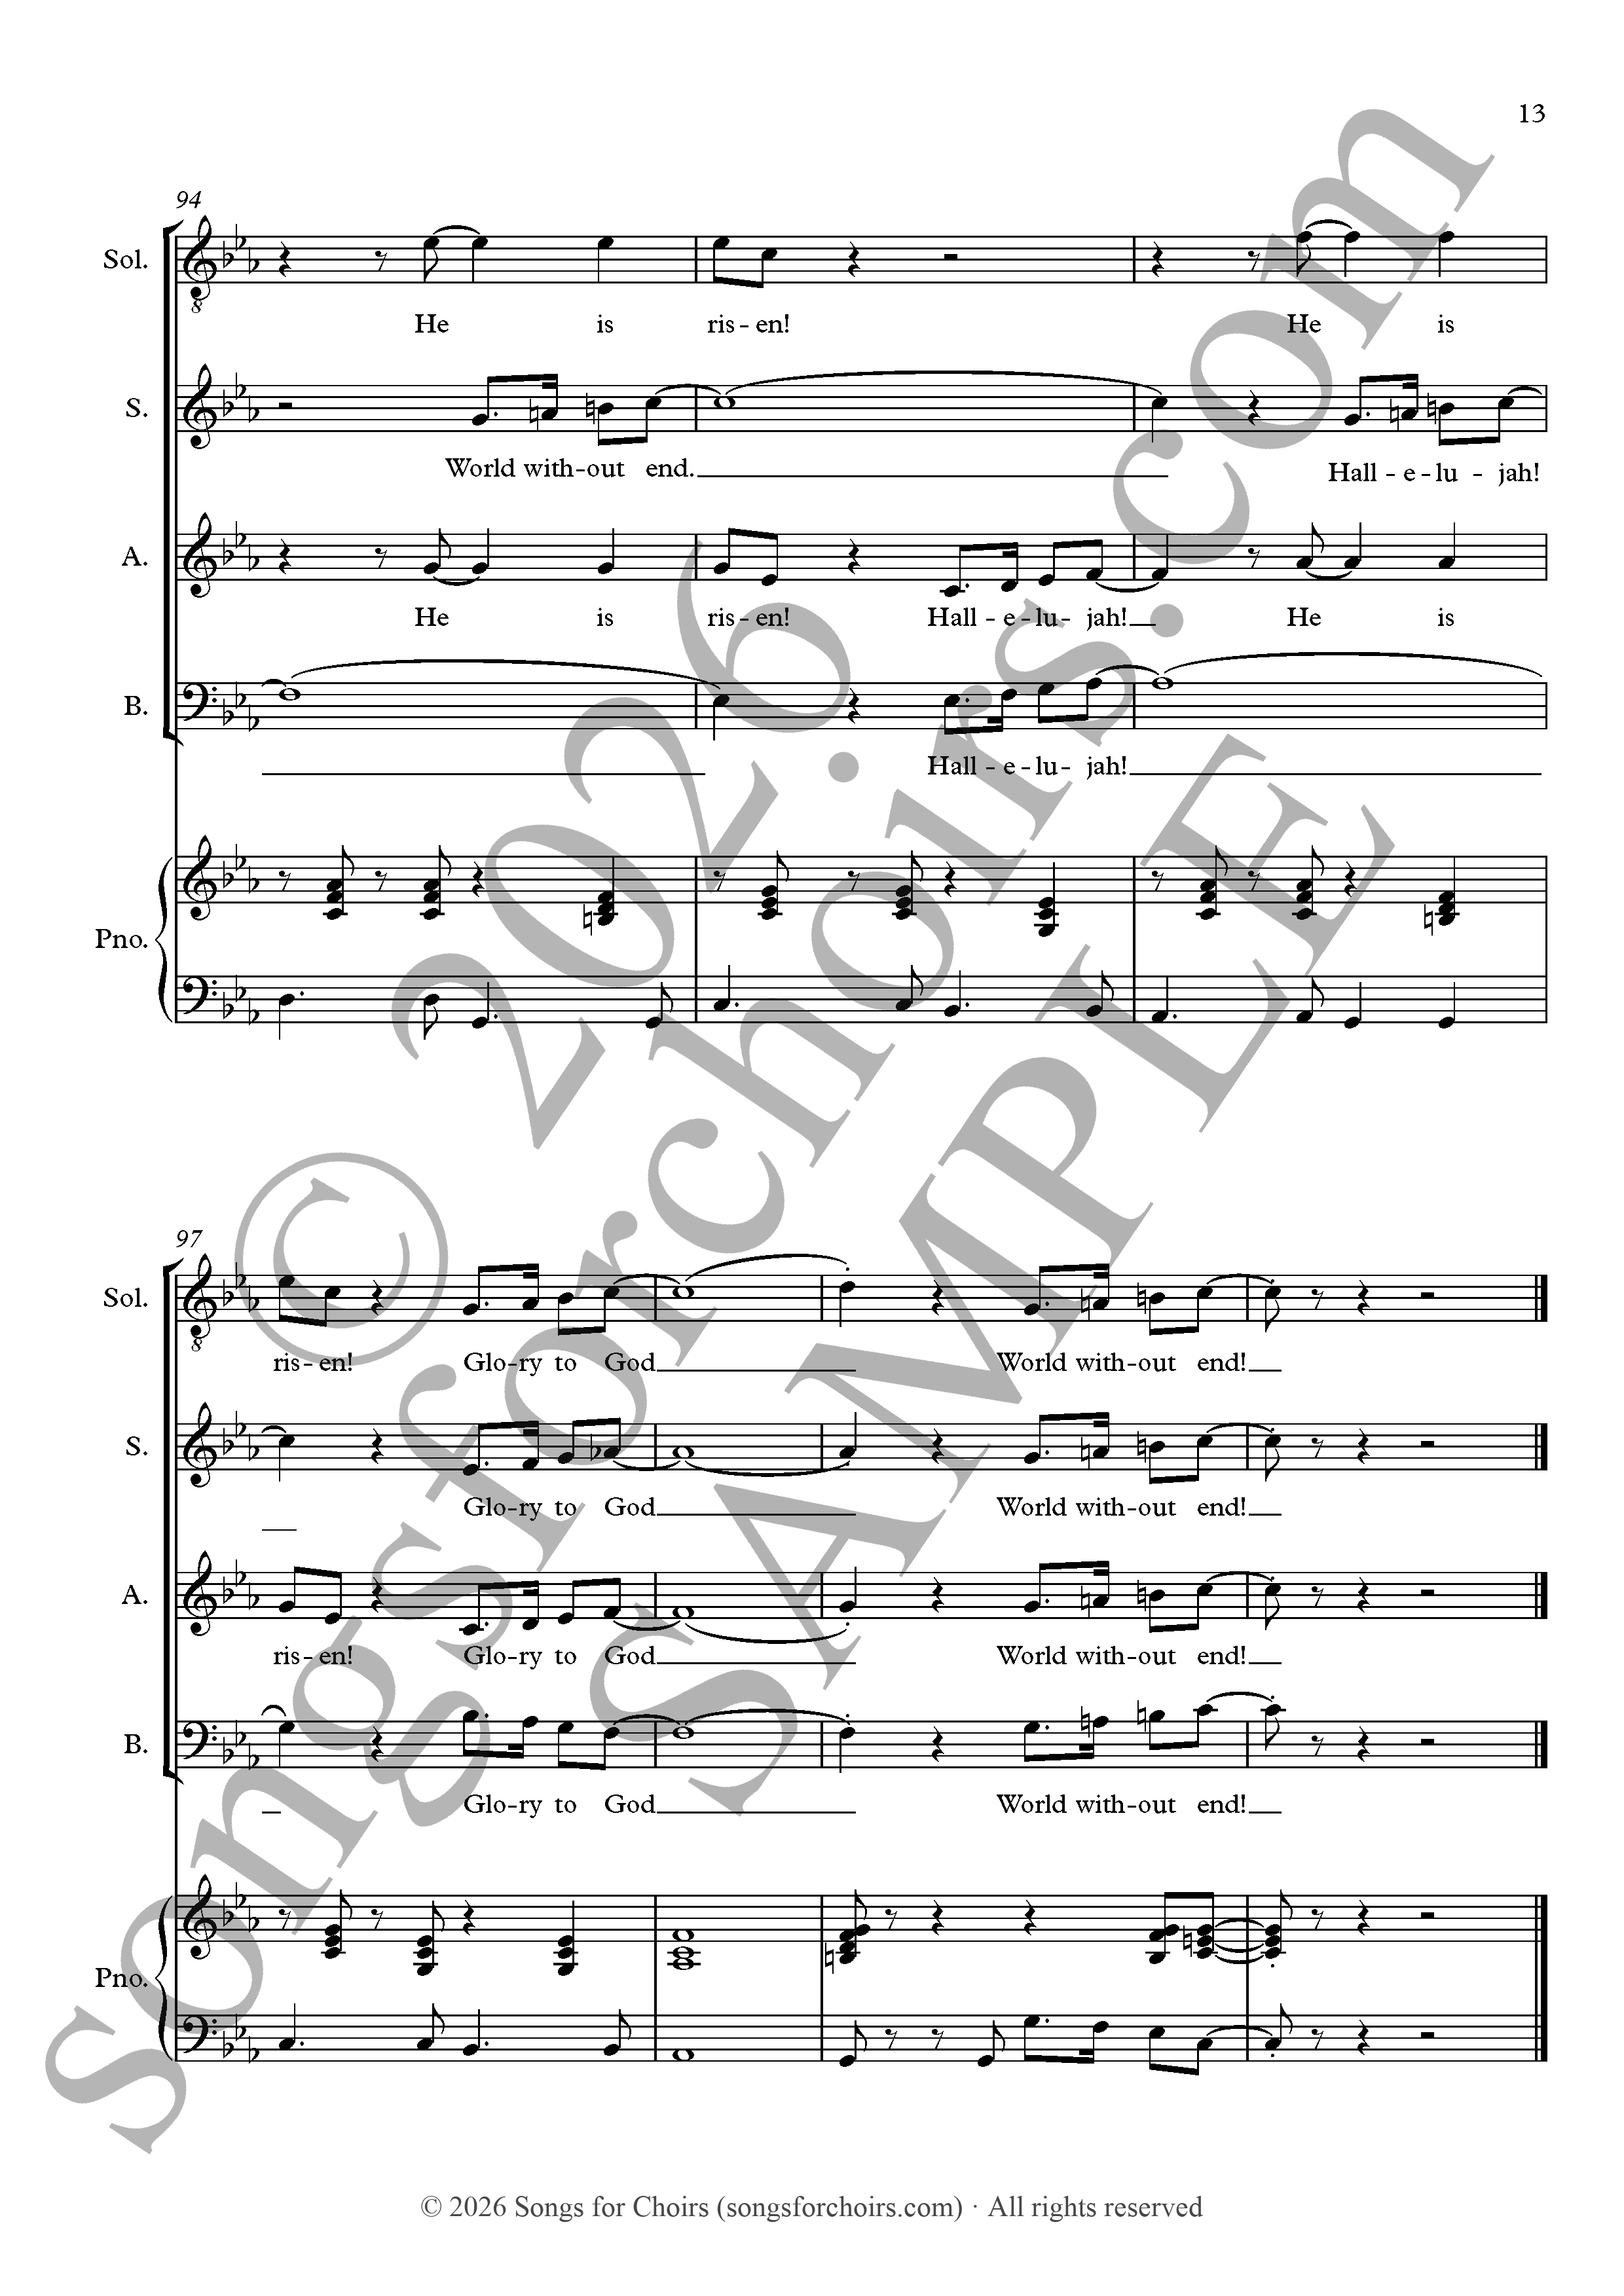 13
94
Sol.
He is ris - en! He is
S.
World with-out end. Hall - e - lu - jah!
A.
He is ris - en! Hall - e - lu - jah! He is
B.
Hall - e - lu - jah!
Pno.
97
Sol.
ris - en! Glo-ry to God World with-out end!
S.
Glo-ry to God World with-out end!
A.
ris - en! Glo-ry to God World with-out end!
B.
Glo-ry to God World with-out end!
Pno.
© 2026
songsforchoirs.com
SAMPLE
© 2026 Songs for Choirs (songsforchoirs.com) · All rights reserved